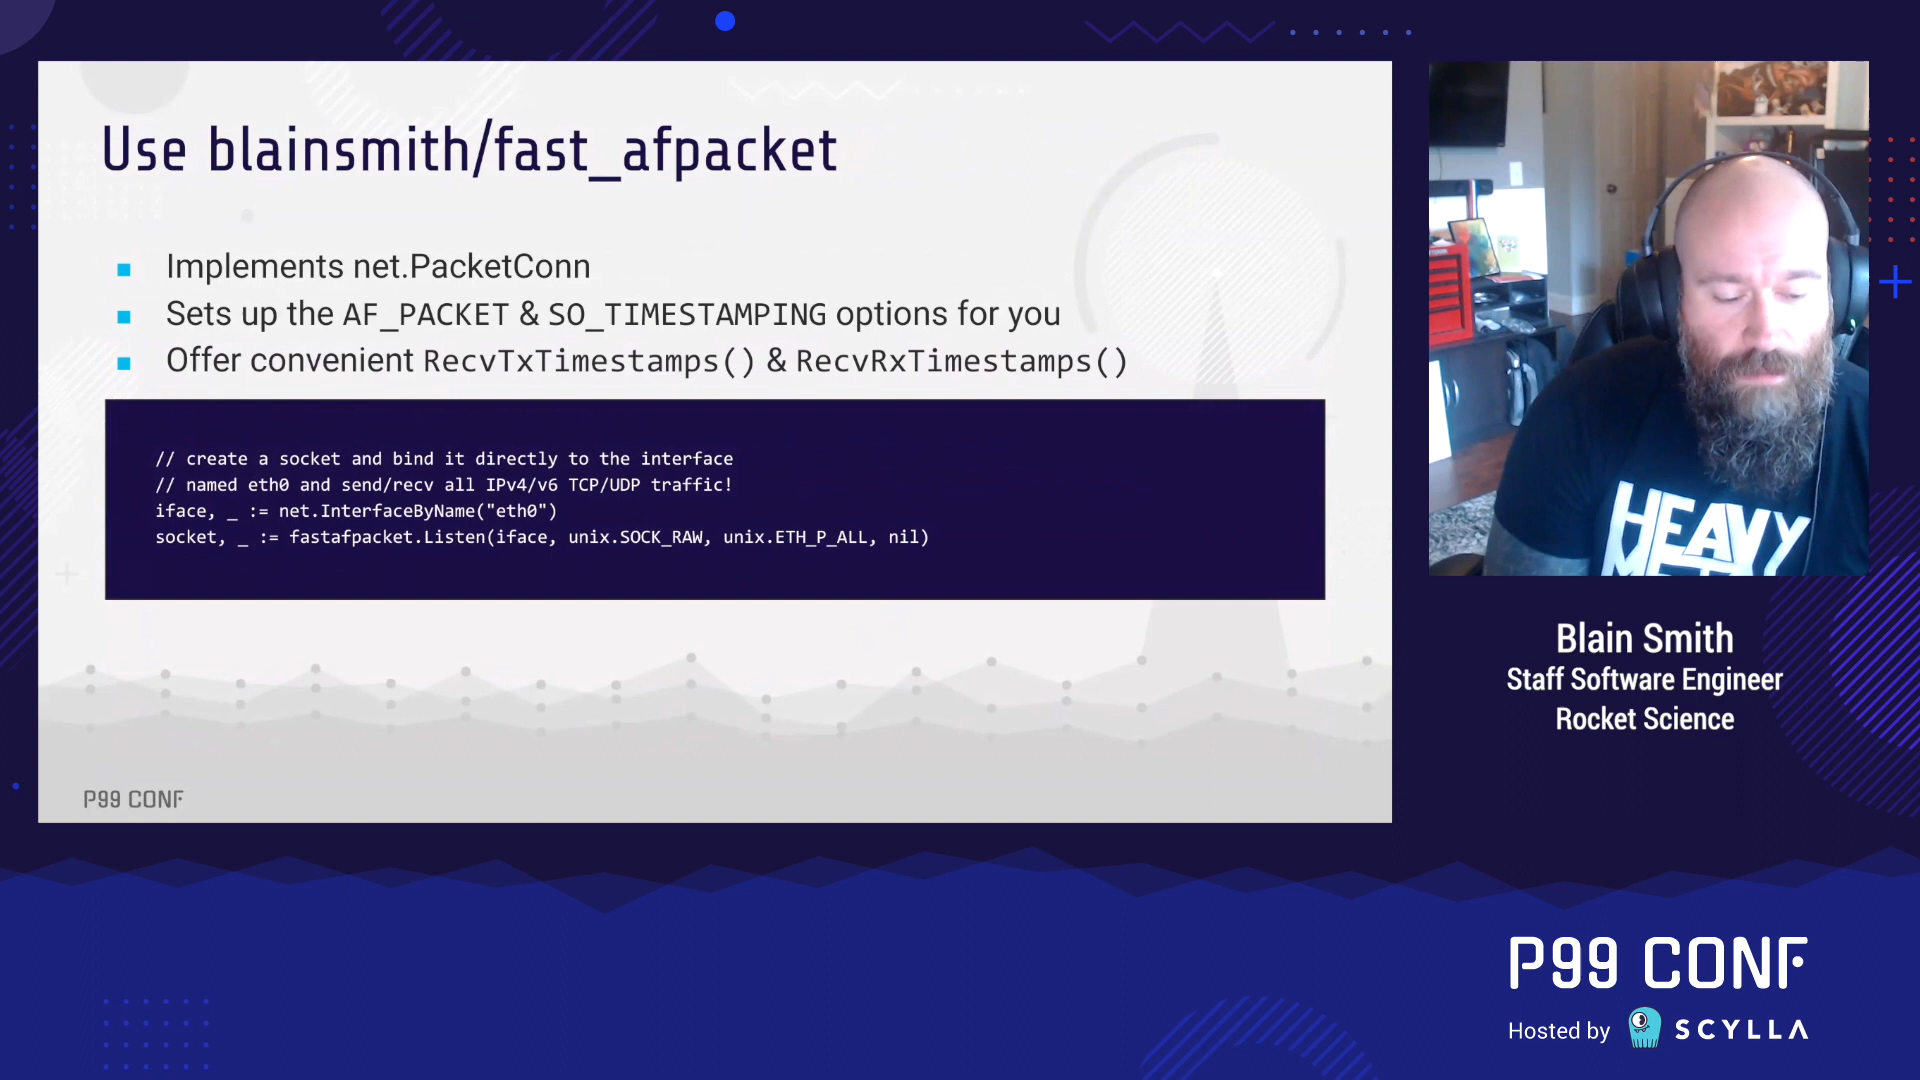 Use blainsmith/fast_afpacket
Implements net.PacketConn
Sets up the AF_PACKET & SO_TIMESTAMPING options for you
Offer convenient RecvTxTimestamps() & RecvRxTimestamps()
// create a socket and bind it directly to the interface
// named eth0 and send/recv all IPv4/v6 TCP/UDP traffic!
iface, _ := net.InterfaceByName("eth0")
socket, _ := fastafpacket.Listen(iface, unix.SOCK_RAW, unix.ETH_P_ALL, nil)
P99 CONF
HEAVY
METAL
Blain Smith
Staff Software Engineer
Rocket Science
P99 CONF
Hosted by SCYLLA